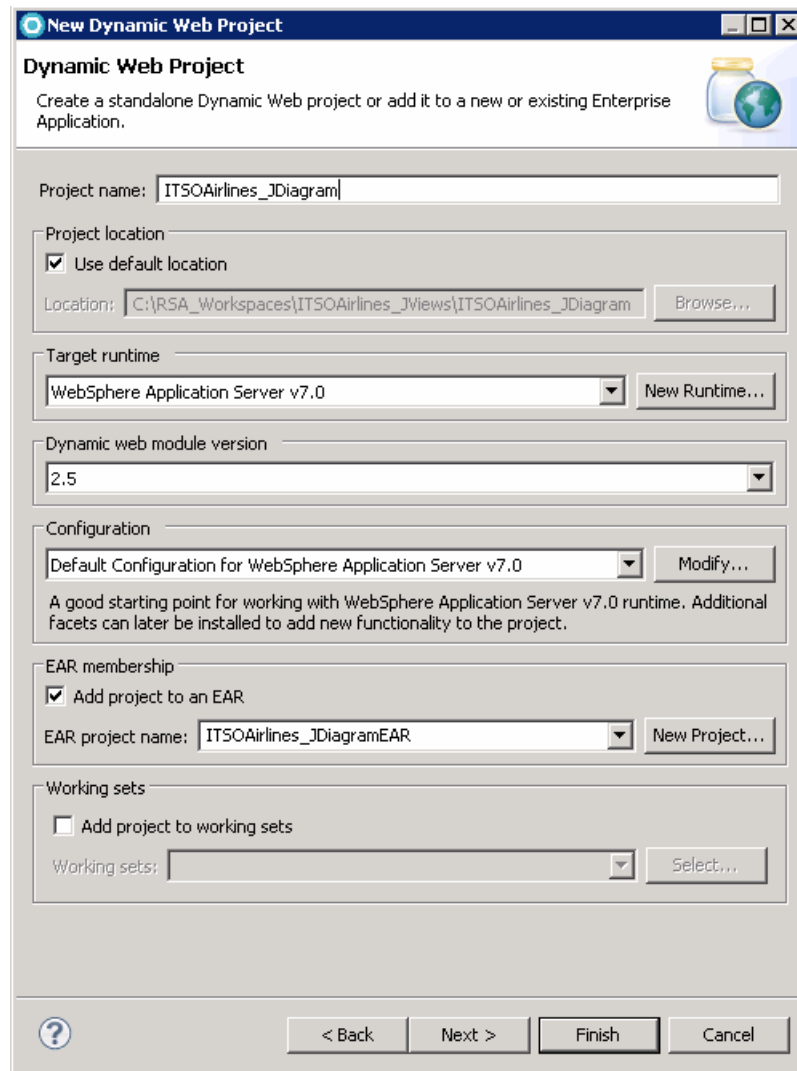 New Dynamic Web Project
Dynamic Web Project
Create a standalone Dynamic Web project or add it to a new or existing Enterprise
Application.
Project name: ITSOAirlines_JDiagram
Project location
Use default location
Location: C:\RSA_Workspaces\ITSOAirlines_JViews\ITSOAirlines_JDiagram Browse...
Target runtime
WebSphere Application Server v7.0 New Runtime...
Dynamic web module version
2.5
Configuration
Default Configuration for WebSphere Application Server v7.0 Modify...
A good starting point for working with WebSphere Application Server v7.0 runtime. Additional
facets can later be installed to add new functionality to the project.
EAR membership
Add project to an EAR
EAR project name: ITSOAirlines_JDiagramEAR New Project...
Working sets
Add project to working sets
Working sets: Select...
? < Back Next > Finish Cancel